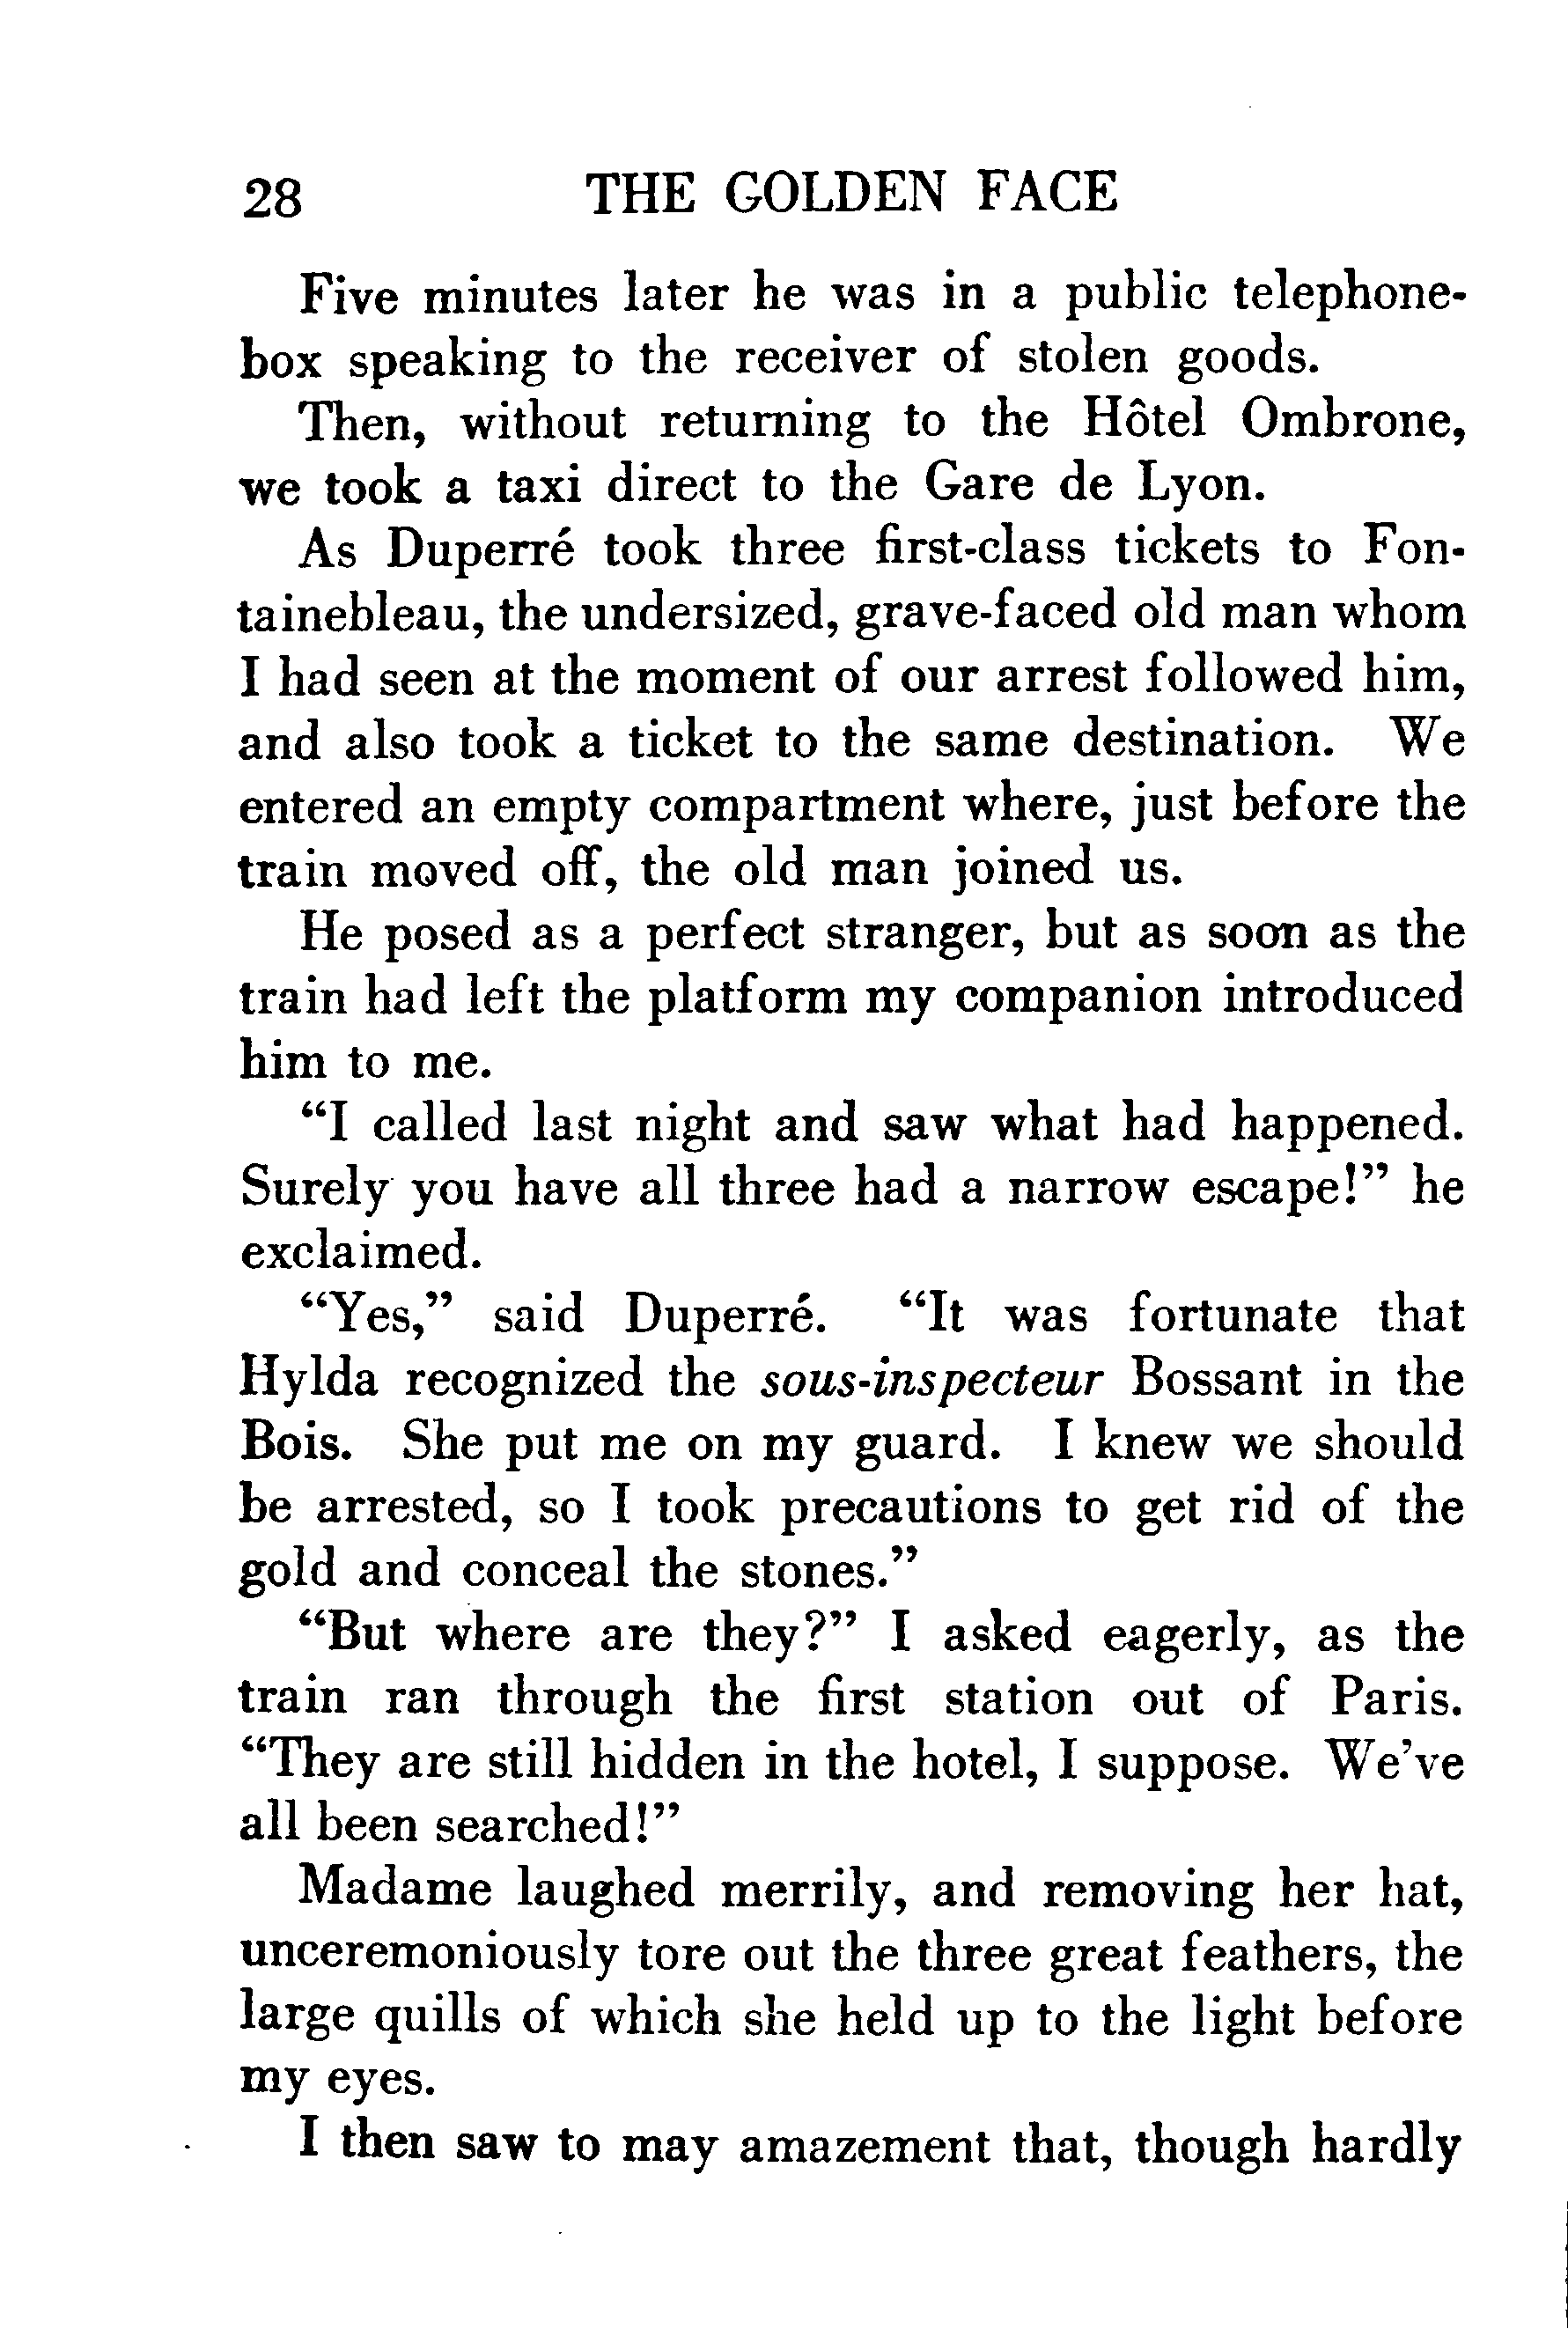 28 THE GOLDEN FACE
Five minutes later he was in a public telephone-
box speaking to the receiver of stolen goods.
Then, without returning to the Hôtel Ombrone,
we took a taxi direct to the Gare de Lyon.
As Duperré took three first-class tickets to Fon-
tainebleau, the undersized, grave-faced old man whom
I had seen at the moment of our arrest followed him,
and also took a ticket to the same destination. We
entered an empty compartment where, just before the
train moved off, the old man joined us.
He posed as a perfect stranger, but as soon as the
train had left the platform my companion introduced
him to me.
“I called last night and saw what had happened.
Surely you have all three had a narrow escape!” he
exclaimed.
“Yes,” said Duperré. “It was fortunate that
Hylda recognized the sous-inspecteur Bossant in the
Bois. She put me on my guard. I knew we should
be arrested, so I took precautions to get rid of the
gold and conceal the stones.”
“But where are they?” I asked eagerly, as the
train ran through the first station out of Paris.
“They are still hidden in the hotel, I suppose. We’ve
all been searched!”
Madame laughed merrily, and removing her hat,
unceremoniously tore out the three great feathers, the
large quills of which she held up to the light before
my eyes.
I then saw to may amazement that, though hardly